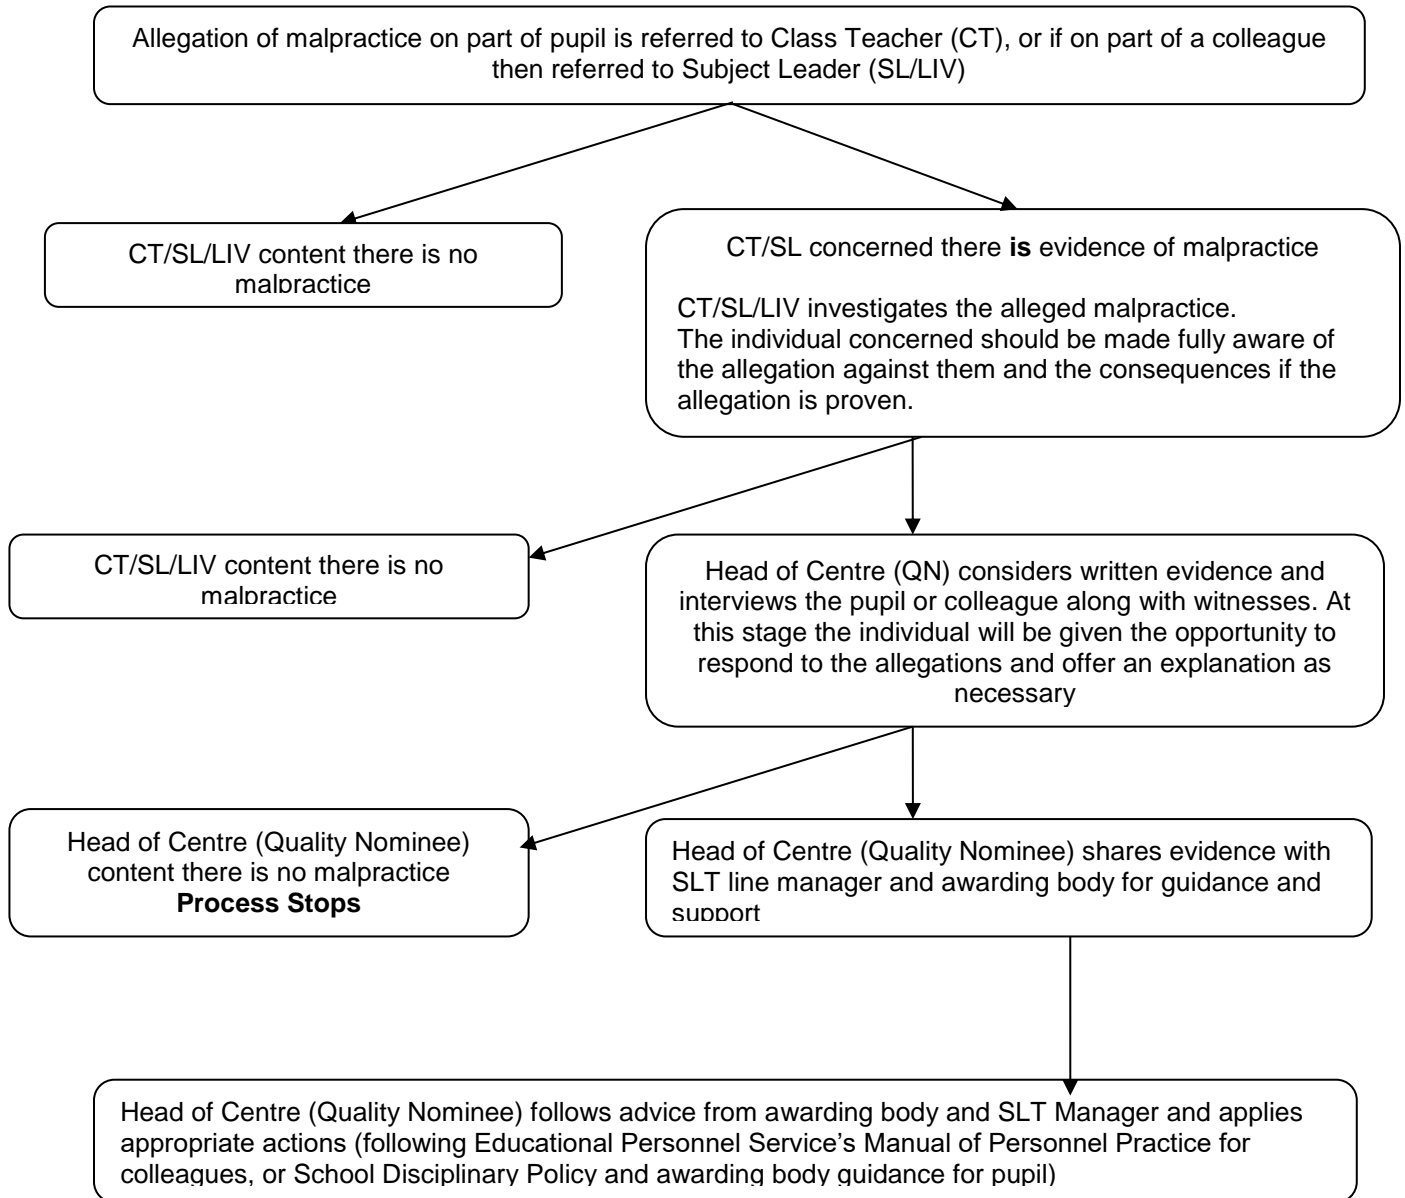 Allegation of malpractice on part of pupil is referred to Class Teacher (CT), or if on part of a colleague
then referred to Subject Leader (SL/LIV)
CT/SL/LIV content there is no
malpractice
CT/SL concerned there is evidence of malpractice
CT/SL/LIV investigates the alleged malpractice.
The individual concerned should be made fully aware of
the allegation against them and the consequences if the
allegation is proven.
CT/SL/LIV content there is no
malpractice
Head of Centre (QN) considers written evidence and
interviews the pupil or colleague along with witnesses. At
this stage the individual will be given the opportunity to
respond to the allegations and offer an explanation as
necessary
Head of Centre (Quality Nominee)
content there is no malpractice
Process Stops
Head of Centre (Quality Nominee) shares evidence with
SLT line manager and awarding body for guidance and
support
Head of Centre (Quality Nominee) follows advice from awarding body and SLT Manager and applies
appropriate actions (following Educational Personnel Service's Manual of Personnel Practice for
colleagues, or School Disciplinary Policy and awarding body guidance for pupil)